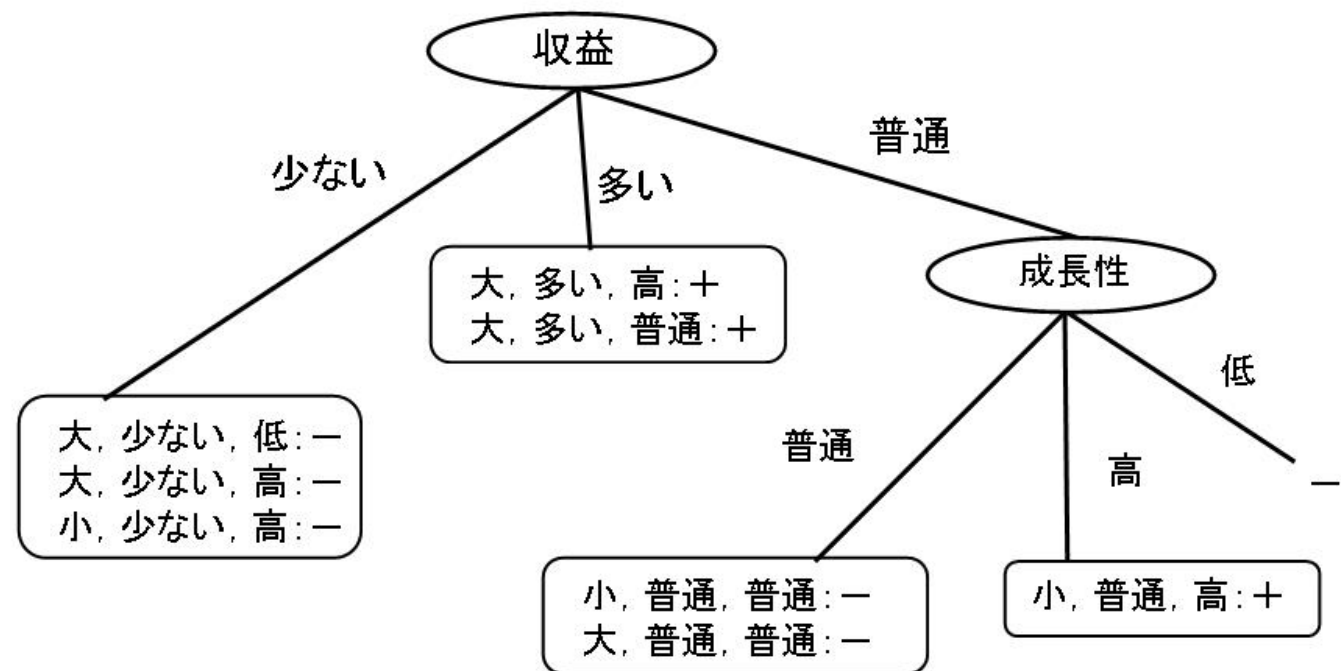 収益
少ない
多い
普通
大, 多い, 高:＋
大, 多い, 普通:＋
成長性
大, 少ない, 低:－
大, 少ない, 高:－
小, 少ない, 高:－
普通
高
低
－
小, 普通, 普通:－
大, 普通, 普通:－
小, 普通, 高:＋